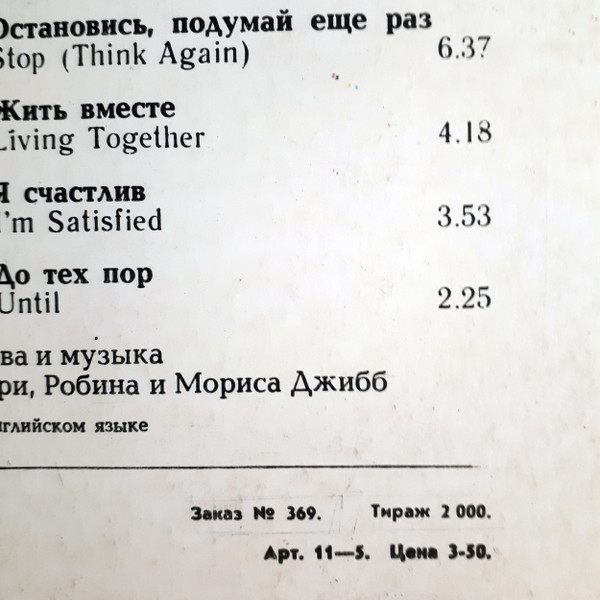 Остановись, подумай еще раз
Stop (Think Again) 6.37
Жить вместе
Living Together 4.18
Я счастлив
I'm Satisfied 3.53
До тех пор
Until 2.25
ва и музыка
ри, Робина и Мориса Джибб
глийском языке
Заказ № 369. Тираж 2 000.
Арт. 11—5. Цена 3-50.